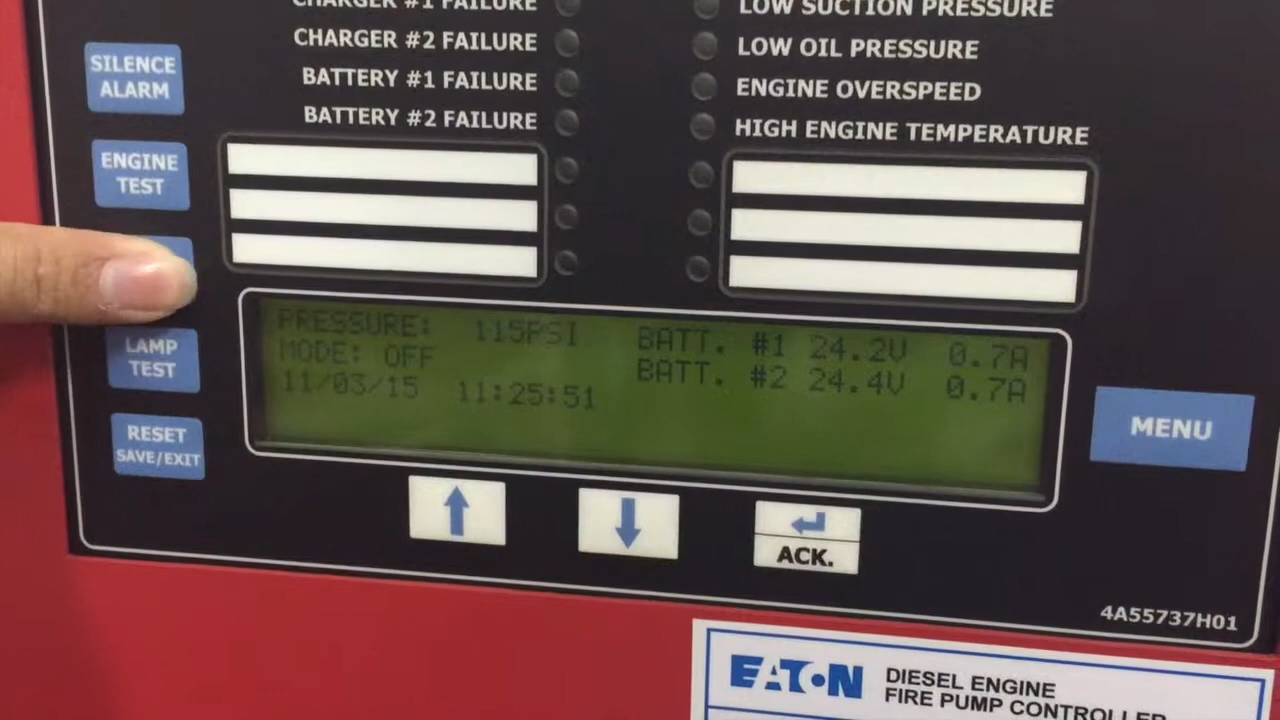 CHARGER #1 FAILURE
CHARGER #2 FAILURE
BATTERY #1 FAILURE
BATTERY #2 FAILURE
LOW SUCTION PRESSURE
LOW OIL PRESSURE
ENGINE OVERSPEED
HIGH ENGINE TEMPERATURE
SILENCE
ALARM
ENGINE
TEST
LAMP
TEST
RESET
SAVE/EXIT
PRESSURE: 115PSI
MODE: OFF
11/03/15 11:25:51
BATT. #1 24.2V 0.7A
BATT. #2 24.4V 0.7A
MENU
ACK.
4A55737H01
EATON
DIESEL ENGINE
FIRE PUMP CONTROLLER